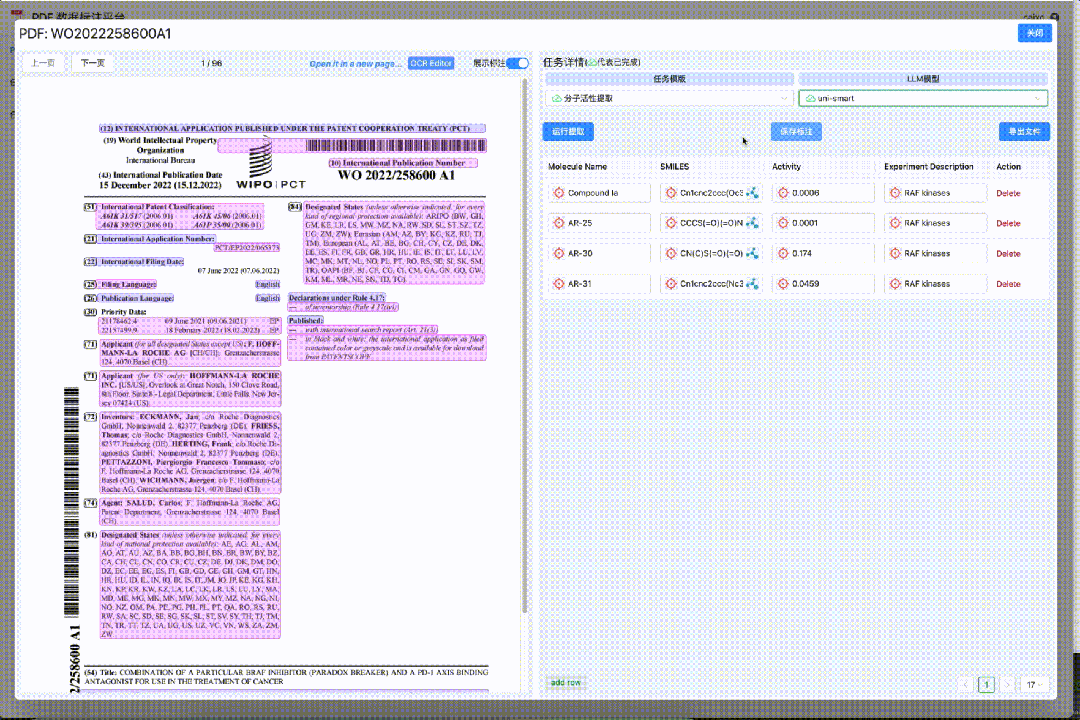 PDF 数据标注平台
PDF: WO2022258600A1
关闭
上一页
下一页
1 / 96
Open it in a new page...
OCR Editor
展示标注
(12) INTERNATIONAL APPLICATION PUBLISHED UNDER THE PATENT COOPERATION TREATY (PCT)
(19) World Intellectual Property
Organization
International Bureau
(43) International Publication Date
15 December 2022 (15.12.2022)
WIPO | PCT
(10) International Publication Number
WO 2022/258600 A1
(51) International Patent Classification:
A61K 31/517 (2006.01) A61K 45/06 (2006.01)
A61K 39/00 (2006.01) A61P 35/00 (2006.01)
(21) International Application Number:
PCT/EP2022/065373
(22) International Filing Date:
07 June 2022 (07.06.2022)
(25) Filing Language: English
(26) Publication Language: English
(30) Priority Data:
21178462.4 09 June 2021 (09.06.2021) EP
22157499.9 18 February 2022 (18.02.2022) EP
(71) Applicant (for all designated States except US): F. HOFF-
MANN-LA ROCHE AG [CH/CH]; Grenzacherstrasse
124, 4070 Basel (CH).
(71) Applicant (for US only): HOFFMANN-LA ROCHE
INC. [US/US]; Overlook at Great Notch, 150 Clove Road,
8th Floor, Suite 8 - Legal Department, Little Falls, New Jer-
sey 07424 (US).
(72) Inventors: ECKMANN, Jan; c/o Roche Diagnostics
GmbH, Nonnenwald 2, 82377 Penzberg (DE). FRIESS,
Thomas; c/o Roche Diagnostics GmbH, Nonnenwald 2,
82377 Penzberg (DE). HERTING, Frank; c/o Roche Di-
agnostics GmbH, Nonnenwald 2, 82377 Penzberg (DE).
PETTAZZONI, Piergiorgio Francesco Tommaso; c/o
F. Hoffmann-La Roche AG, Grenzacherstrasse 124, 4070
Basel (CH). WICHMANN, Juergen; c/o F. Hoffmann-La
Roche AG, Grenzacherstrasse 124, 4070 Basel (CH).
(74) Agent: SALUD, Carlos; F. Hoffmann-La Roche AG,
Patent Department, Grenzacherstrasse 124, 4070 Basel
(CH).
(81) Designated States (unless otherwise indicated, for every
kind of national protection available): AE, AG, AL, AM,
AO, AT, AU, AZ, BA, BB, BG, BH, BN, BR, BW, BY, BZ,
CA, CH, CL, CN, CO, CR, CU, CZ, DE, DJ, DK, DM, DO,
DZ, EC, EE, EG, ES, FI, GB, GD, GE, GH, GM, GT, HN,
HR, HU, ID, IL, IN, IQ, IR, IS, IT, JM, JO, JP, KE, KG, KH,
KN, KP, KR, KW, KZ, LA, LC, LK, LR, LS, LU, LY, MA,
MD, ME, MG, MK, MN, MW, MX, MY, MZ, NA, NG, NI,
NO, NZ, OM, PA, PE, PG, PH, PL, PT, QA, RO, RS, RU,
RW, SA, SC, SD, SE, SG, SK, SL, ST, SV, SY, TH, TJ, TM,
TN, TR, TT, TZ, UA, UG, US, UZ, VC, VN, WS, ZA, ZM,
ZW.
(84) Designated States (unless otherwise indicated, for every
kind of regional protection available): ARIPO (BW, GH,
GM, KE, LR, LS, MW, MZ, NA, RW, SD, SL, ST, SZ, TZ,
UG, ZM, ZW), Eurasian (AM, AZ, BY, KG, KZ, RU, TJ,
TM), European (AL, AT, BE, BG, CH, CY, CZ, DE, DK,
EE, ES, FI, FR, GB, GR, HR, HU, IE, IS, IT, LT, LU, LV,
MC, MK, MT, NL, NO, PL, PT, RO, RS, SE, SI, SK, SM,
TR), OAPI (BF, BJ, CF, CG, CI, CM, GA, GN, GQ, GW,
KM, ML, MR, NE, SN, TD, TG).
Declarations under Rule 4.17:
— of inventorship (Rule 4.17(iv))
Published:
— with international search report (Art. 21(3))
— in black and white; the international application as filed
contained color or greyscale and is available for download
from PATENTSCOPE
2/258600 A1
(54) Title: COMBINATION OF A PARTICULAR BRAF INHIBITOR (PARADOX BREAKER) AND A PD-1 AXIS BINDING
ANTAGONIST FOR USE IN THE TREATMENT OF CANCER
任务详情(代表已完成)
任务模版
LLM模型
分子活性提取
uni-smart
运行提取
保存标注
导出文件
Molecule Name SMILES Activity Experiment Description Action
Compound Ia Cn1cnc2ccc(Oc3 0.0006 RAF kinases Delete
AR-25 CCCS(=O)(=O)N 0.0001 RAF kinases Delete
AR-30 CN(C)S(=O)(=O) 0.174 RAF kinases Delete
AR-31 Cn1cnc2ccc(Nc3 0.0459 RAF kinases Delete
add row
1
17